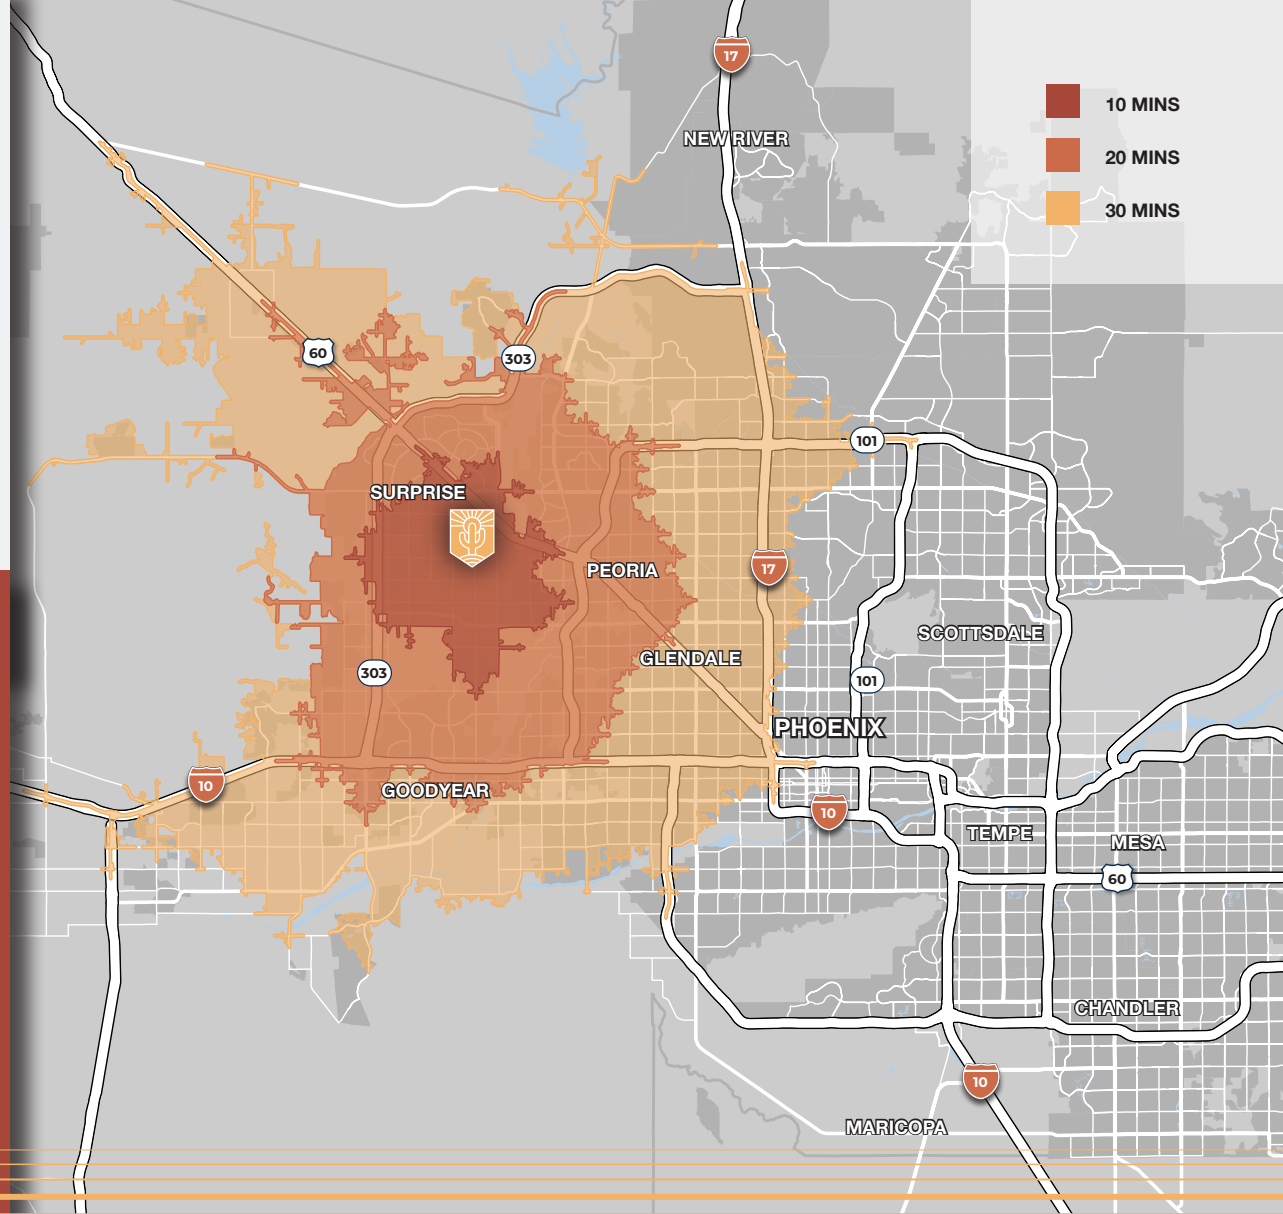 17
NEW RIVER
10 MINS
20 MINS
30 MINS
60
303
101
SURPRISE
PEORIA
17
SCOTTSDALE
GLENDALE
303
101
PHOENIX
10
GOODYEAR
10
TEMPE
MESA
60
CHANDLER
10
MARICOPA